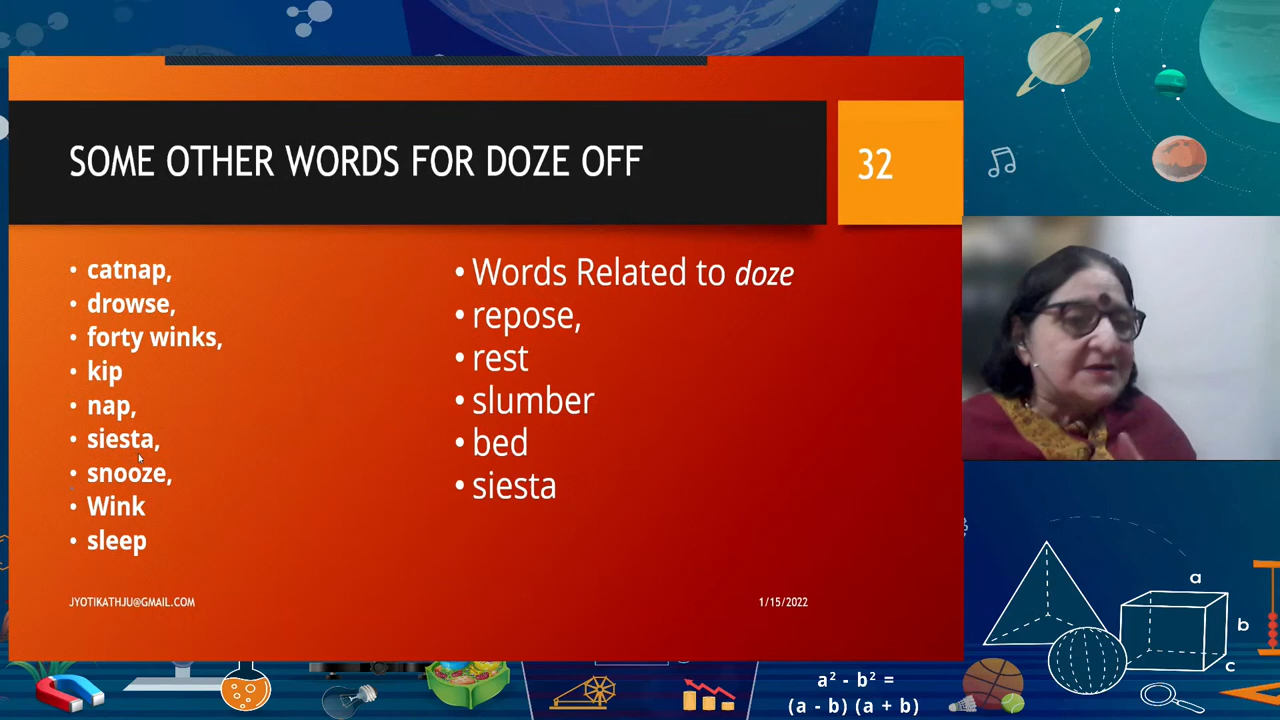 SOME OTHER WORDS FOR DOZE OFF
32
• catnap,
• drowse,
• forty winks,
• kip
• nap,
• siesta,
• snooze,
• Wink
• sleep
• Words Related to doze
• repose,
• rest
• slumber
• bed
• siesta
JYOTIKATHJU@GMAIL.COM
1/15/2022
a
b
c
a² - b² =
(a - b) (a + b)